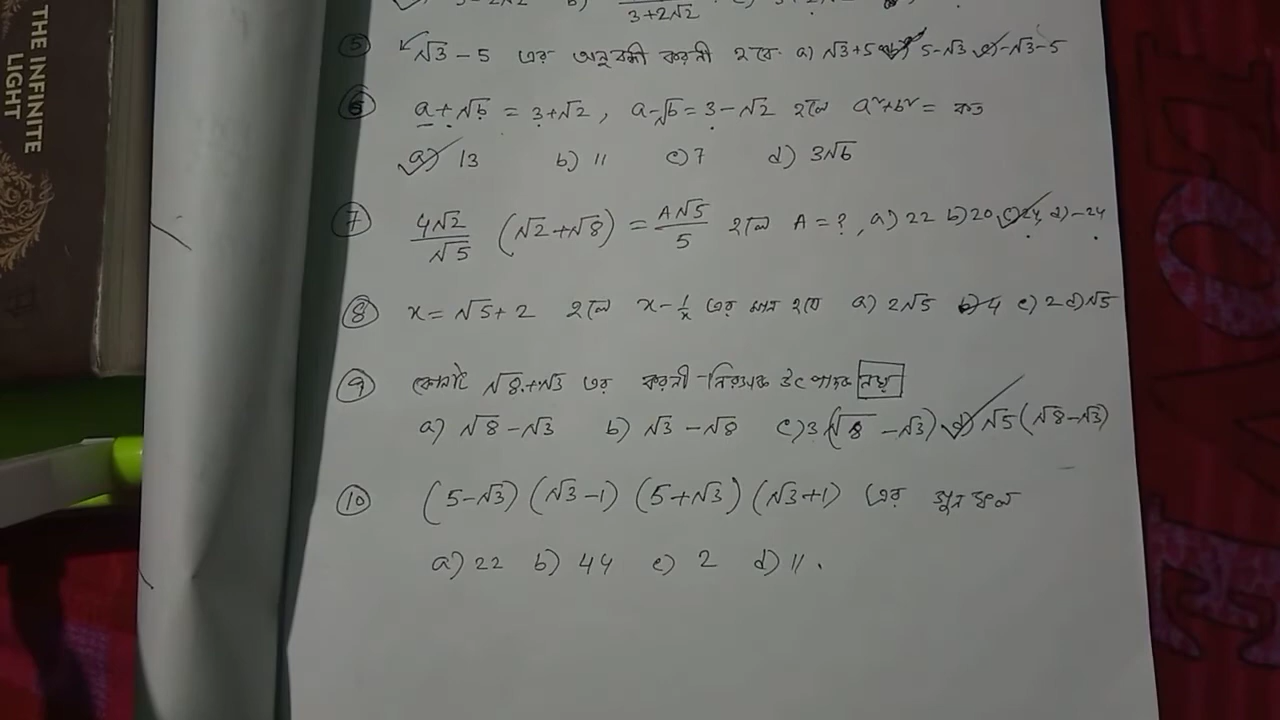 THE INFINITE
LIGHT
3+2√2
⑤ √3 - 5 এর অনুবন্ধী করনী হবে a) √3+5 5-√3 -√3-5
⑥ a+√b = 3+√2, a-√b = 3-√2 হলে a²+b² = কত
a) 13 b) 11 c) 7 d) 3√6
⑦ 4√2/√5 (√2+√8) = A√5/5 হলে A = ?, a) 22 b) 20 c) 24 d) -24
⑧ x = √5+2 হলে x - 1/x এর মান হবে a) 2√5 b) 4 c) 2 d) √5
⑨ কোনটি √8+√3 এর করনী-নিরসক উৎপাদক নয়
a) √8-√3 b) √3-√8 c) 3(√8-√3) d) √5(√8-√3)
⑩ (5-√3)(√3-1)(5+√3)(√3+1) এর গুনফল
a) 22 b) 44 c) 2 d) 11.
HOME